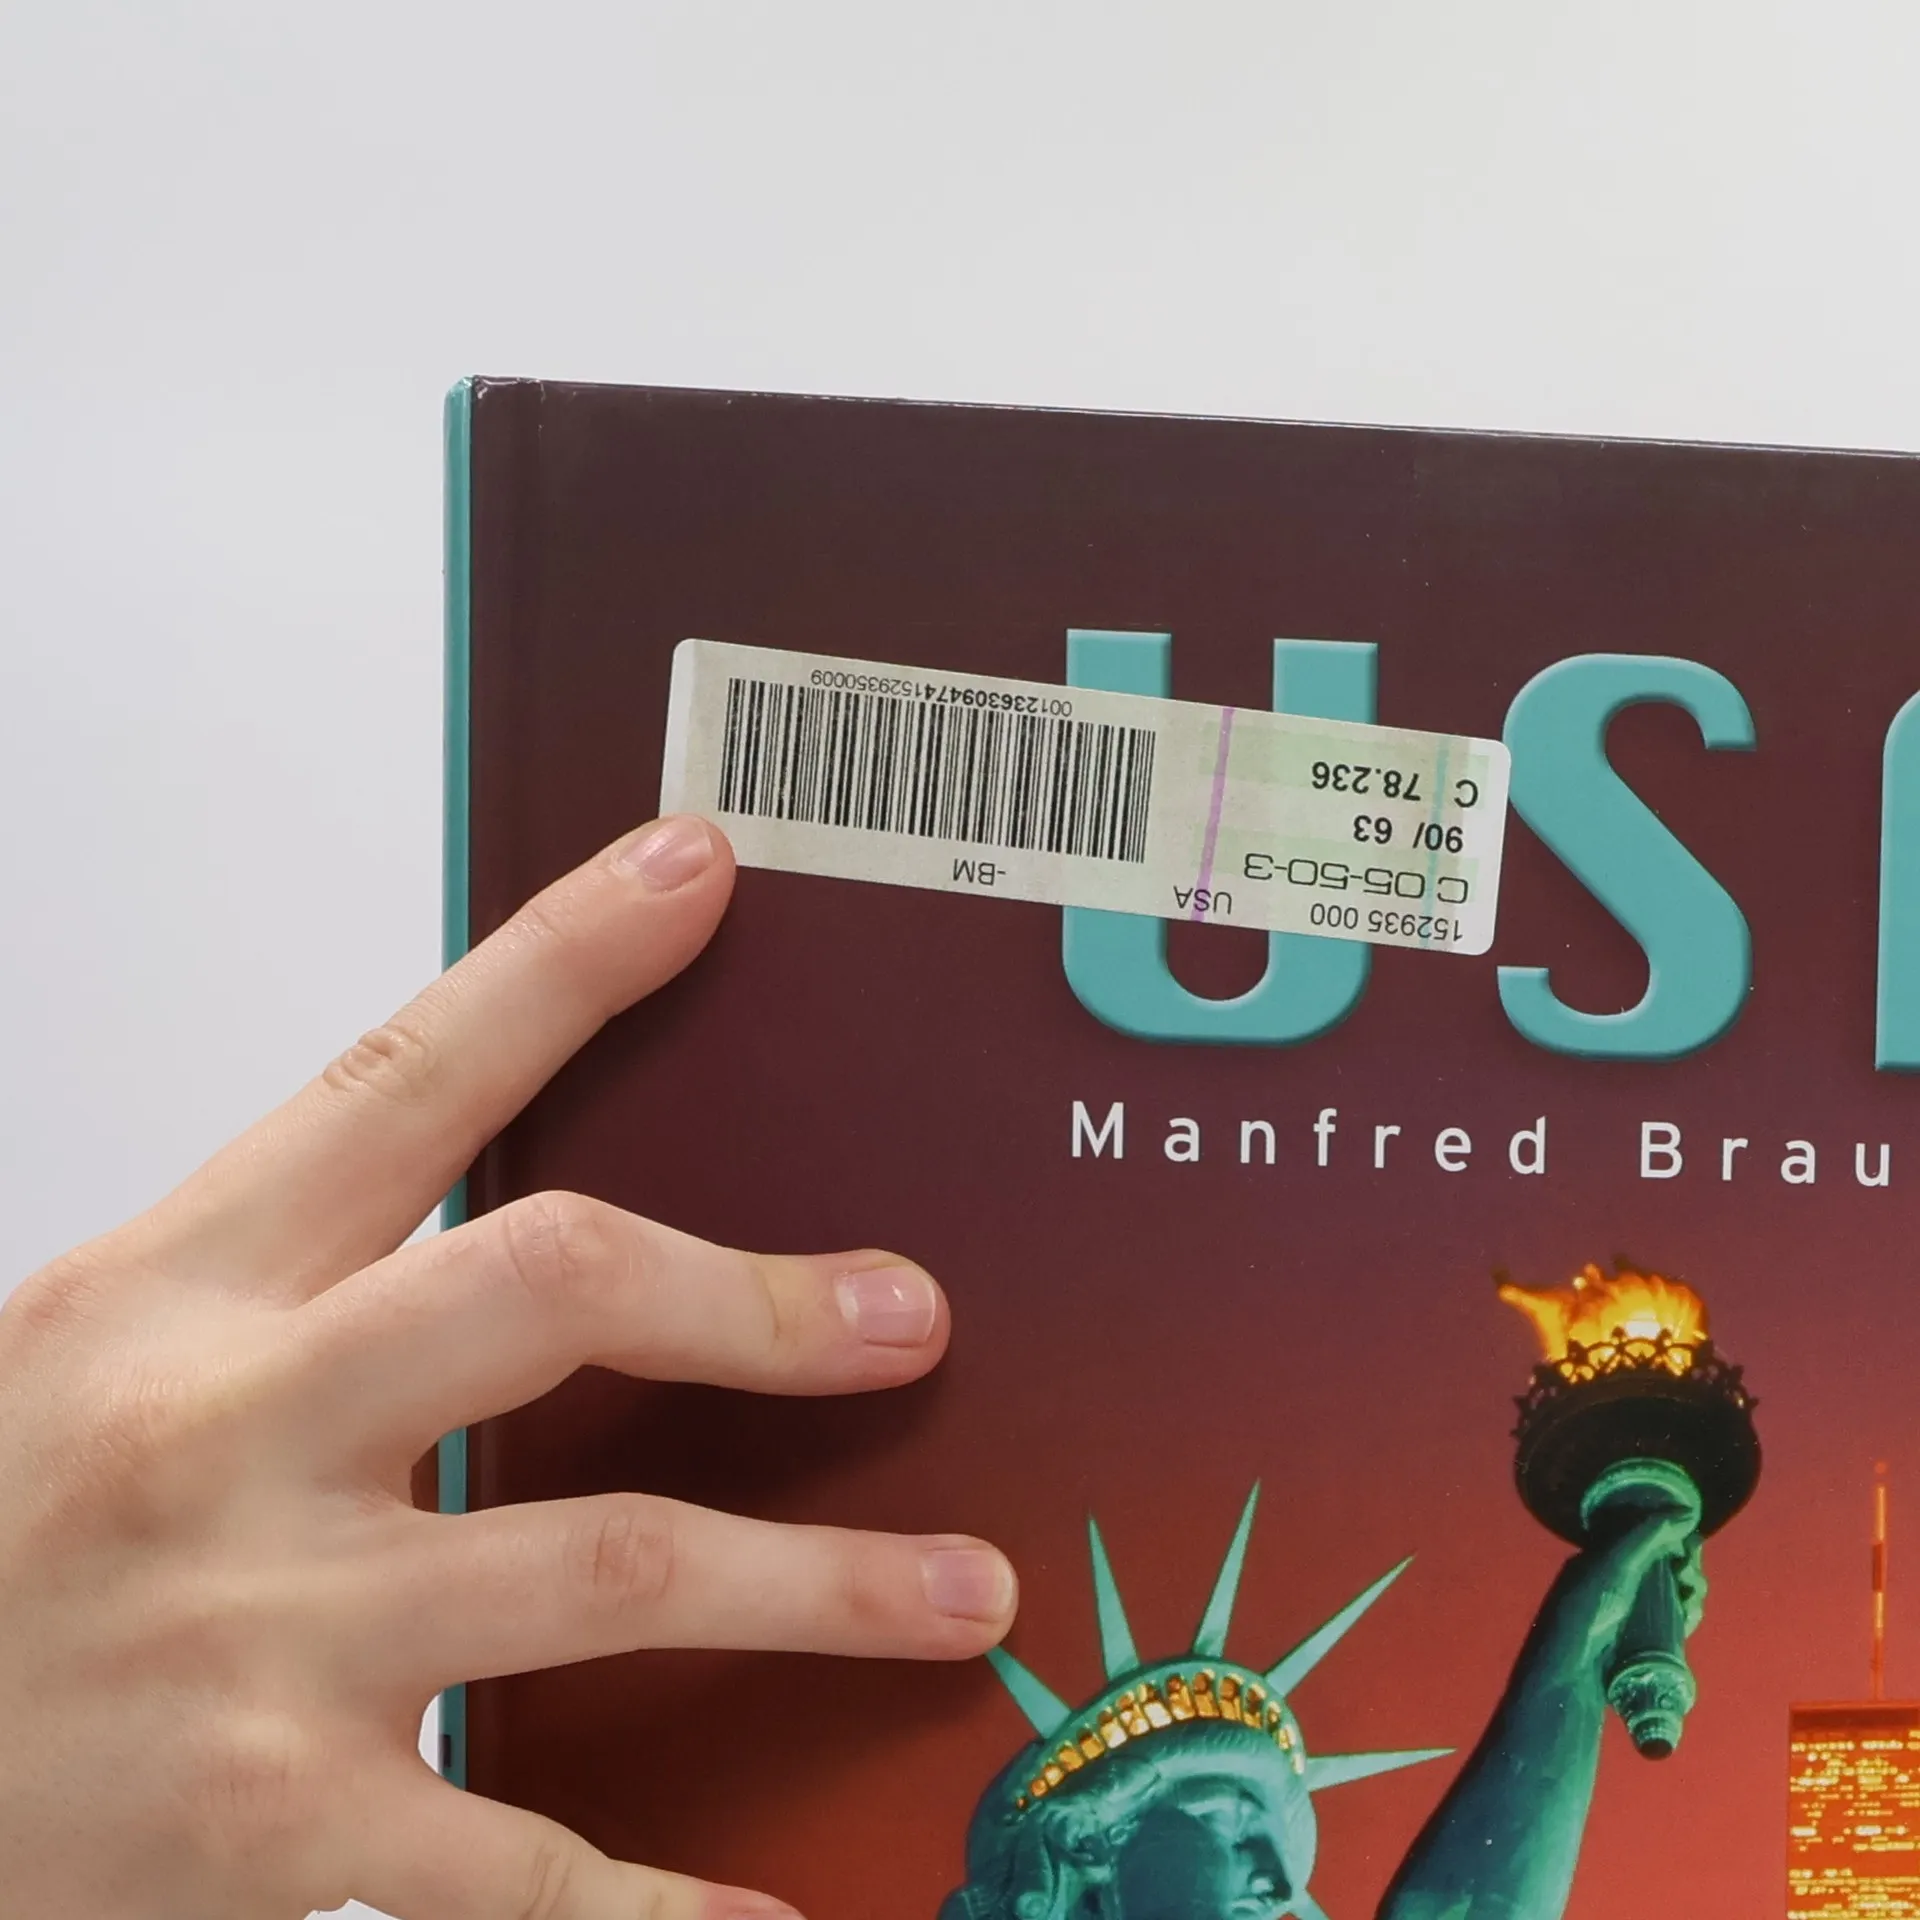 USA
Manfred Brau
152935 000
C 05-50-3 USA
90/ 63
C 78.236
-BM
0012363094741529350009